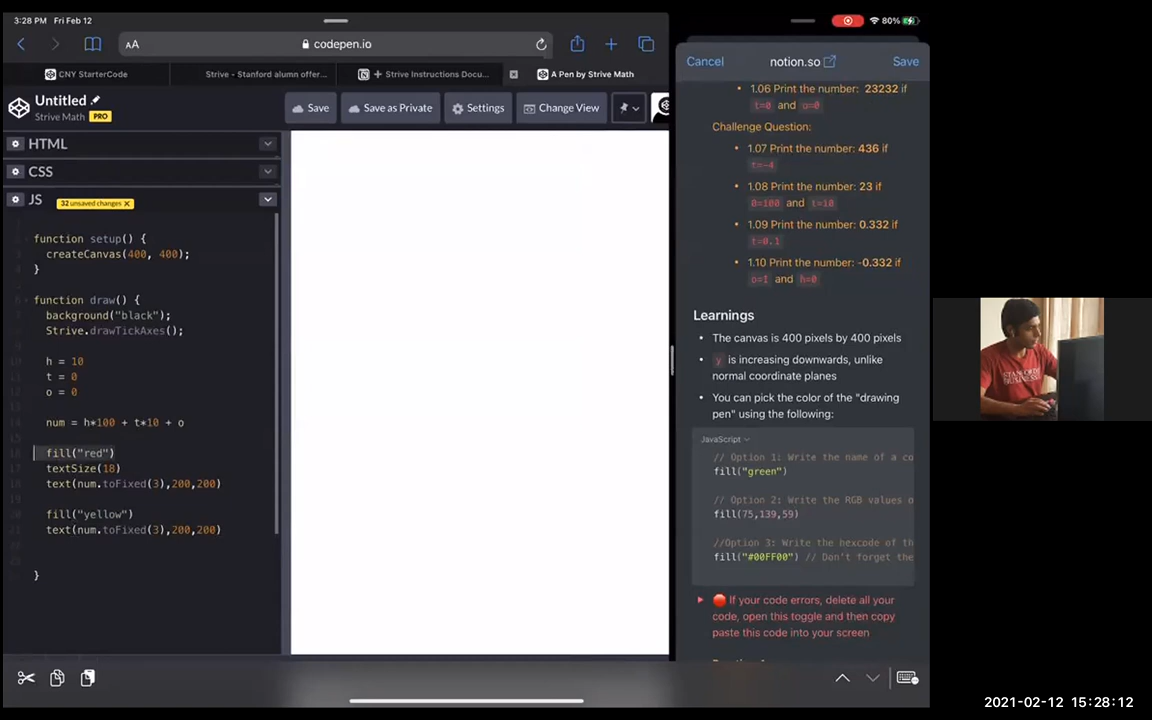 3:28 PM Fri Feb 12
80%
AA
codepen.io
CNY StarterCode
Strive - Stanford alumn offer...
Strive Instructions Docu...
A Pen by Strive Math
Untitled
Strive Math PRO
Save
Save as Private
Settings
Change View
HTML
CSS
JS
32 unsaved changes ×
function setup() {
createCanvas(400, 400);
}
function draw() {
background("black");
Strive.drawTickAxes();
h = 10
t = 0
o = 0
num = h*100 + t*10 + o
fill("red")
textSize(18)
text(num.toFixed(3),200,200)
fill("yellow")
text(num.toFixed(3),200,200)
}
Cancel
notion.so
Save
• 1.06 Print the number: 23232 if
t=0 and o=0
Challenge Question:
• 1.07 Print the number: 436 if
t=-4
• 1.08 Print the number: 23 if
0=100 and t=10
• 1.09 Print the number: 0.332 if
t=0.1
• 1.10 Print the number: -0.332 if
o=1 and h=0
Learnings
• The canvas is 400 pixels by 400 pixels
• y is increasing downwards, unlike
normal coordinate planes
• You can pick the color of the "drawing
pen" using the following:
JavaScript
// Option 1: Write the name of a co
fill("green")
// Option 2: Write the RGB values o
fill(75,139,59)
//Option 3: Write the hexcode of th
fill("#00FF00") // Don't forget the
If your code errors, delete all your
code, open this toggle and then copy
paste this code into your screen
STANFORD
BUSINESS
2021-02-12 15:28:12